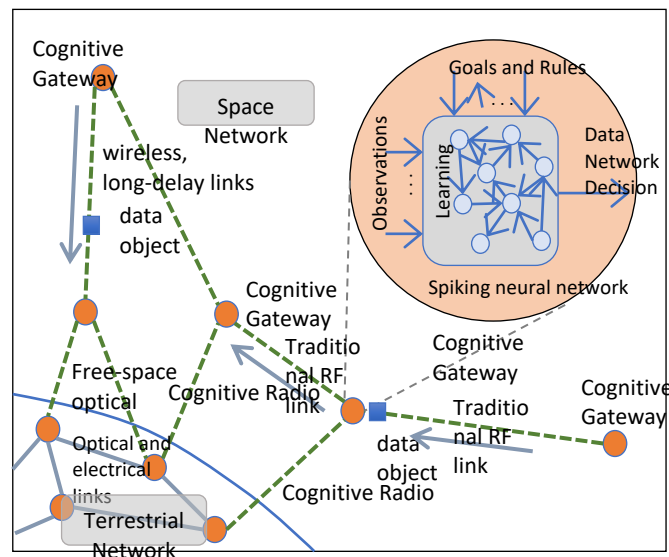 Cognitive
Gateway
Space
Network
wireless,
long-delay links
data
object
Goals and Rules
. . .
Observations
. . .
Learning
Data
Network
Decision
Spiking neural network
Cognitive
Gateway
Traditio
nal RF
link
Cognitive
Gateway
Cognitive
Gateway
Free-space
optical
Cognitive Radio
Traditio
nal RF
link
data
object
Optical and
electrical
links
Cognitive Radio
Terrestrial
Network